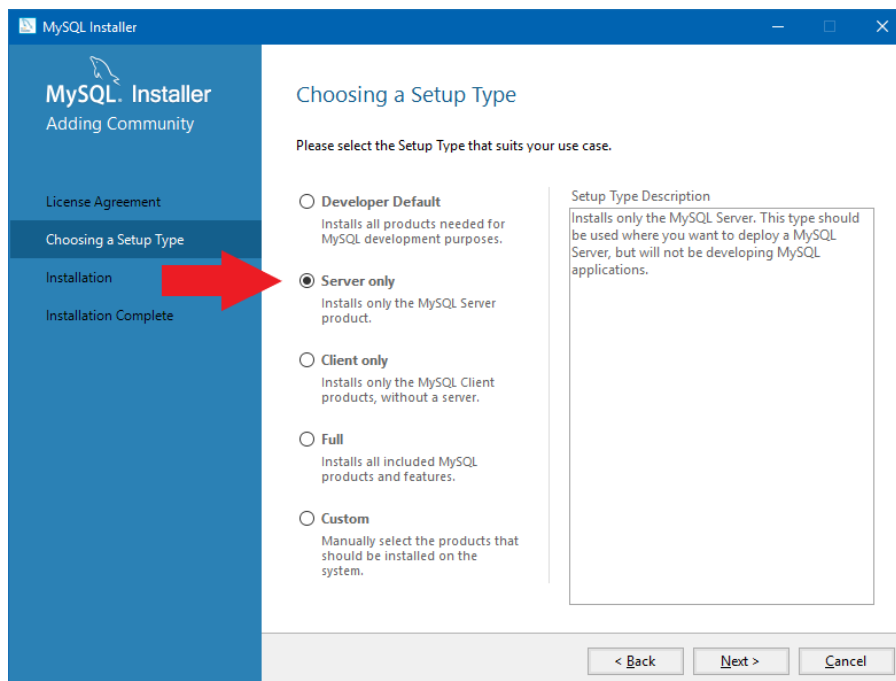 MySQL Installer
MySQL. Installer
Adding Community
License Agreement
Choosing a Setup Type
Installation
Installation Complete
Choosing a Setup Type
Please select the Setup Type that suits your use case.
Developer Default
Installs all products needed for
MySQL development purposes.
Server only
Installs only the MySQL Server
product.
Client only
Installs only the MySQL Client
products, without a server.
Full
Installs all included MySQL
products and features.
Custom
Manually select the products that
should be installed on the
system.
Setup Type Description
Installs only the MySQL Server. This type should
be used where you want to deploy a MySQL
Server, but will not be developing MySQL
applications.
< Back
Next >
Cancel